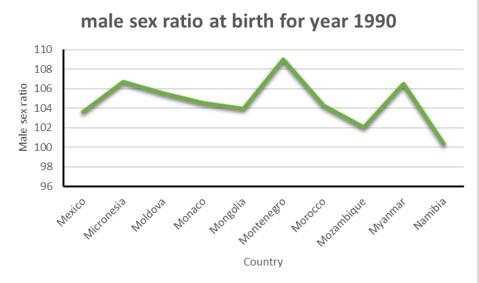 male sex ratio at birth for year 1990
110
108
106
104
102
100
98
96
Male sex ratio
Mexico
Micronesia
Moldova
Monaco
Mongolia
Montenegro
Morocco
Mozambique
Myanmar
Namibia
Country